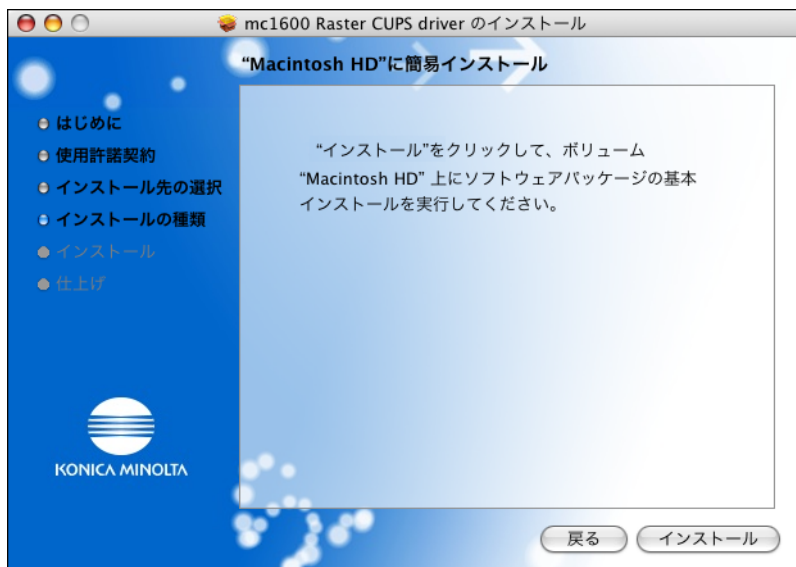 mc1600 Raster CUPS driver のインストール
“Macintosh HD”に簡易インストール
はじめに
使用許諾契約
インストール先の選択
インストールの種類
インストール
仕上げ
“インストール”をクリックして、ボリューム
“Macintosh HD” 上にソフトウェアパッケージの基本
インストールを実行してください。
KONICA MINOLTA
戻る
インストール